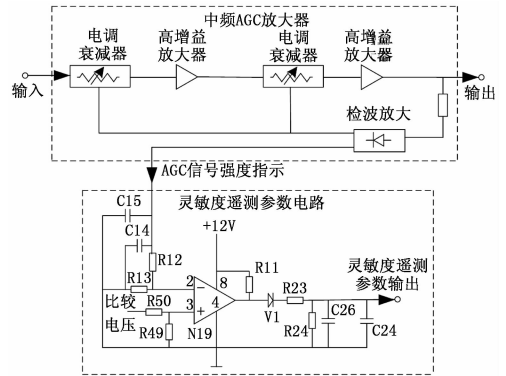 中频AGC放大器
电调
衰减器
高增益
放大器
电调
衰减器
高增益
放大器
输入
输出
检波放大
AGC信号强度指示
灵敏度遥测参数电路
C15
+12V
C14
R12
R11
灵敏度遥测
参数输出
R13
2
8
R23
比较
电压
R50
3
4
V1
R49
N19
R24
C26
C24